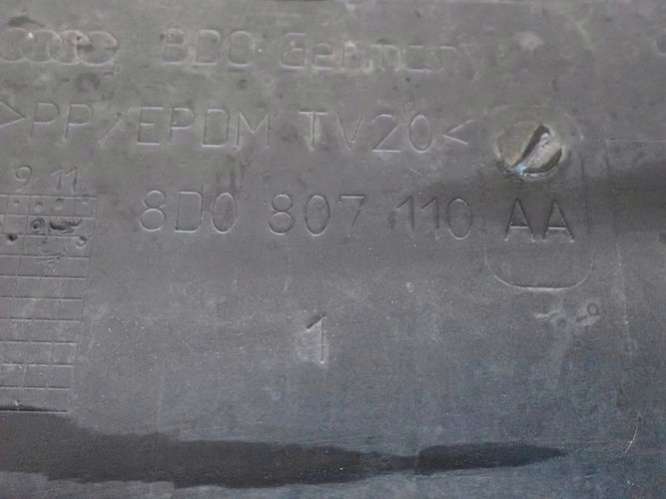 8D0 Germany
>PP/EPDM TV20<
9 11
8D0 807 110 AA
1